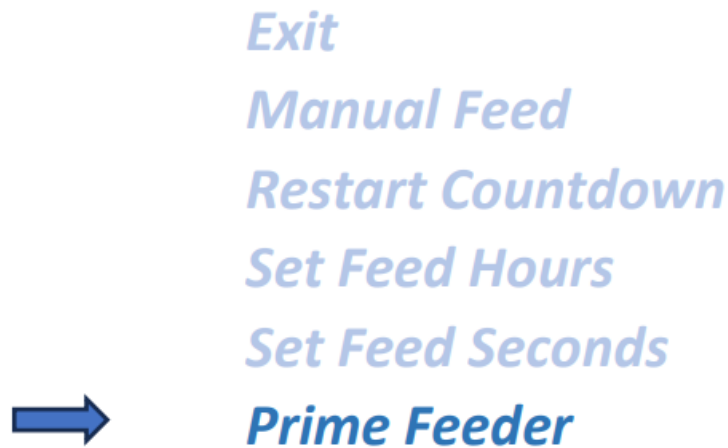 Exit
Manual Feed
Restart Countdown
Set Feed Hours
Set Feed Seconds
Prime Feeder